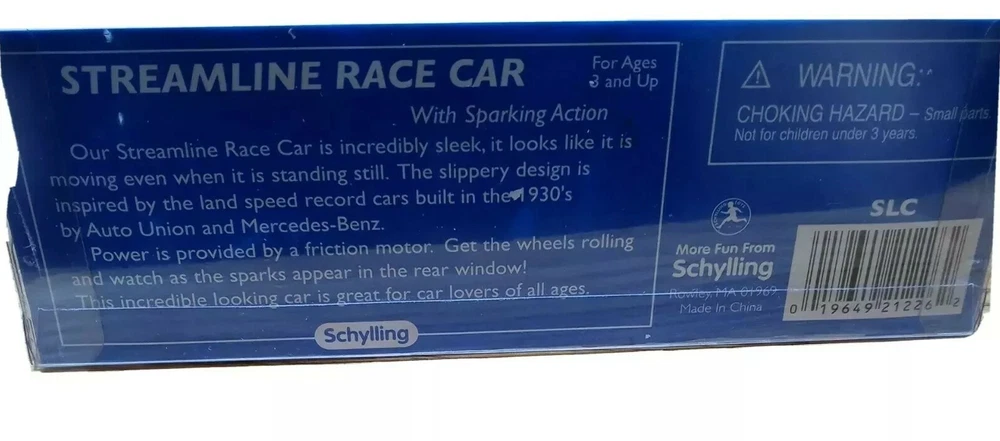 STREAMLINE RACE CAR
For Ages
3 and Up
With Sparking Action
Our Streamline Race Car is incredibly sleek, it looks like it is
moving even when it is standing still. The slippery design is
inspired by the land speed record cars built in the 1930's
by Auto Union and Mercedes-Benz.
Power is provided by a friction motor. Get the wheels rolling
and watch as the sparks appear in the rear window!
This incredible looking car is great for car lovers of all ages.
Schylling
WARNING:
CHOKING HAZARD – Small parts.
Not for children under 3 years.
More Fun From
Schylling
Rowley, MA 01969
Made In China
SLC
0 19649 21226 2